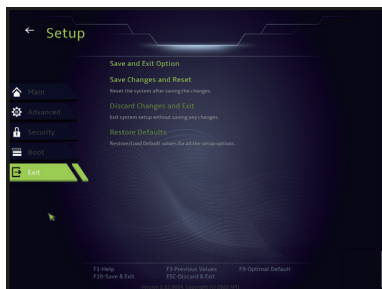 Setup
Save and Exit Option
Save Changes and Reset
Reset the system after saving the changes.
Main
Discard Changes and Exit
Advanced
Exit system setup without saving any changes.
Security
Restore Defaults
Restore/Load Default values for all the setup options.
Boot
Exit
F1-Help F3-Previous Values F9-Optimal Default
F10-Save & Exit ESC-Discard & Exit